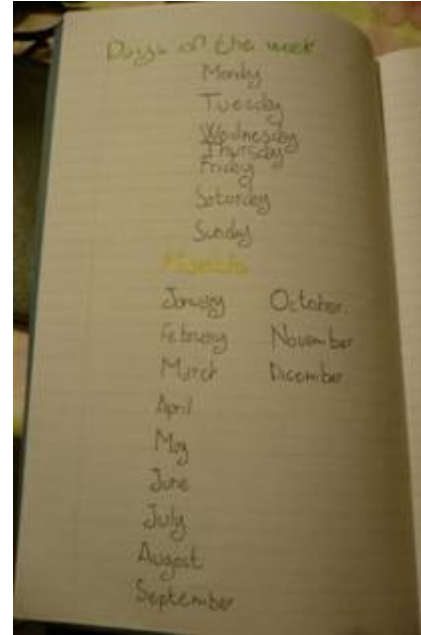 Days of the week
Monday
Tuesday
Wednesday
Thursday
Friday
Saturday
Sunday
January
February
March
April
May
June
July
August
September
October.
November
Dicember